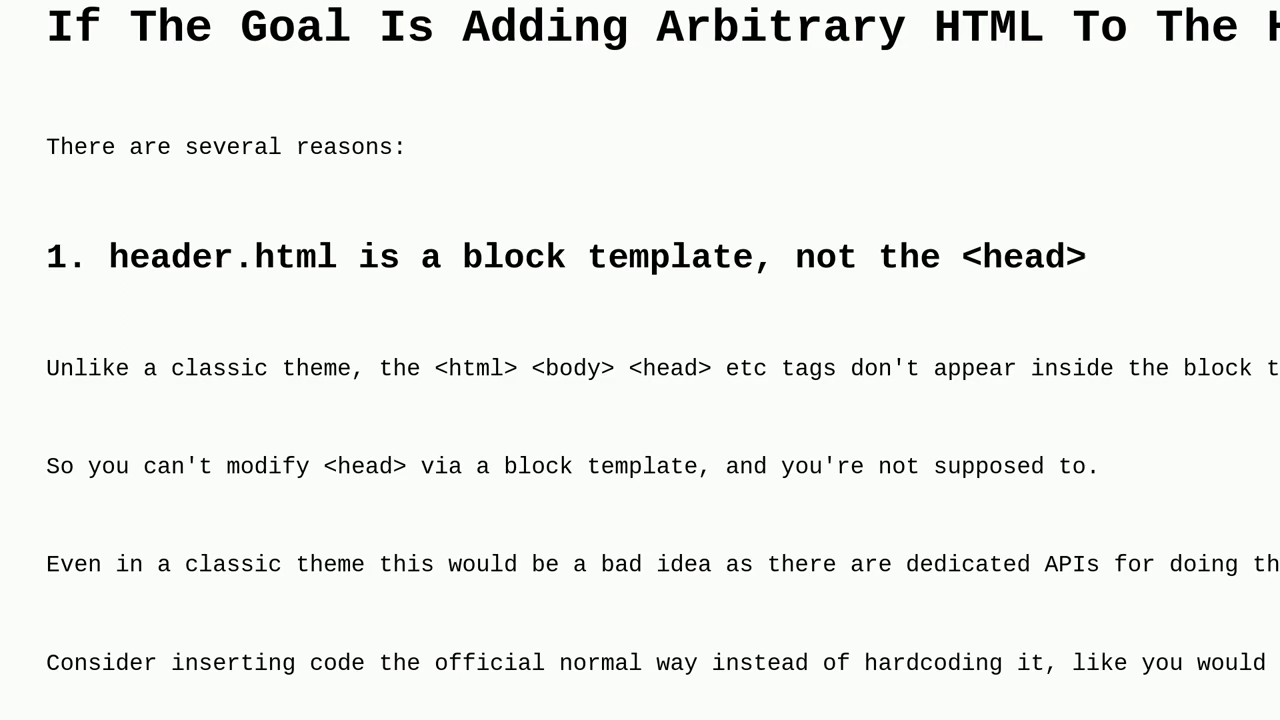 If The Goal Is Adding Arbitrary HTML To The
There are several reasons:
1. header.html is a block template, not the <head>
Unlike a classic theme, the <html> <body> <head> etc tags don't appear inside the block
So you can't modify <head> via a block template, and you're not supposed to.
Even in a classic theme this would be a bad idea as there are dedicated APIs for doing
Consider inserting code the official normal way instead of hardcoding it, like you would